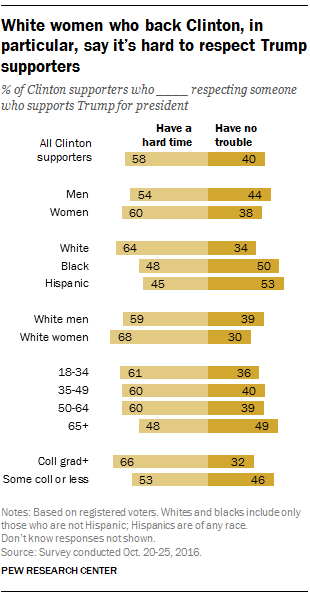 White women who back Clinton, in
particular, say it's hard to respect Trump
supporters
% of Clinton supporters who ____ respecting someone
who supports Trump for president
Have a
hard time
Have no
trouble
All Clinton
supporters
58 40
Men 54 44
Women 60 38
White 64 34
Black 48 50
Hispanic 45 53
White men 59 39
White women 68 30
18-34 61 36
35-49 60 40
50-64 60 39
65+ 48 49
Coll grad+ 66 32
Some coll or less 53 46
Notes: Based on registered voters. Whites and blacks include only
those who are not Hispanic; Hispanics are of any race.
Don't know responses not shown.
Source: Survey conducted Oct. 20-25, 2016.
PEW RESEARCH CENTER